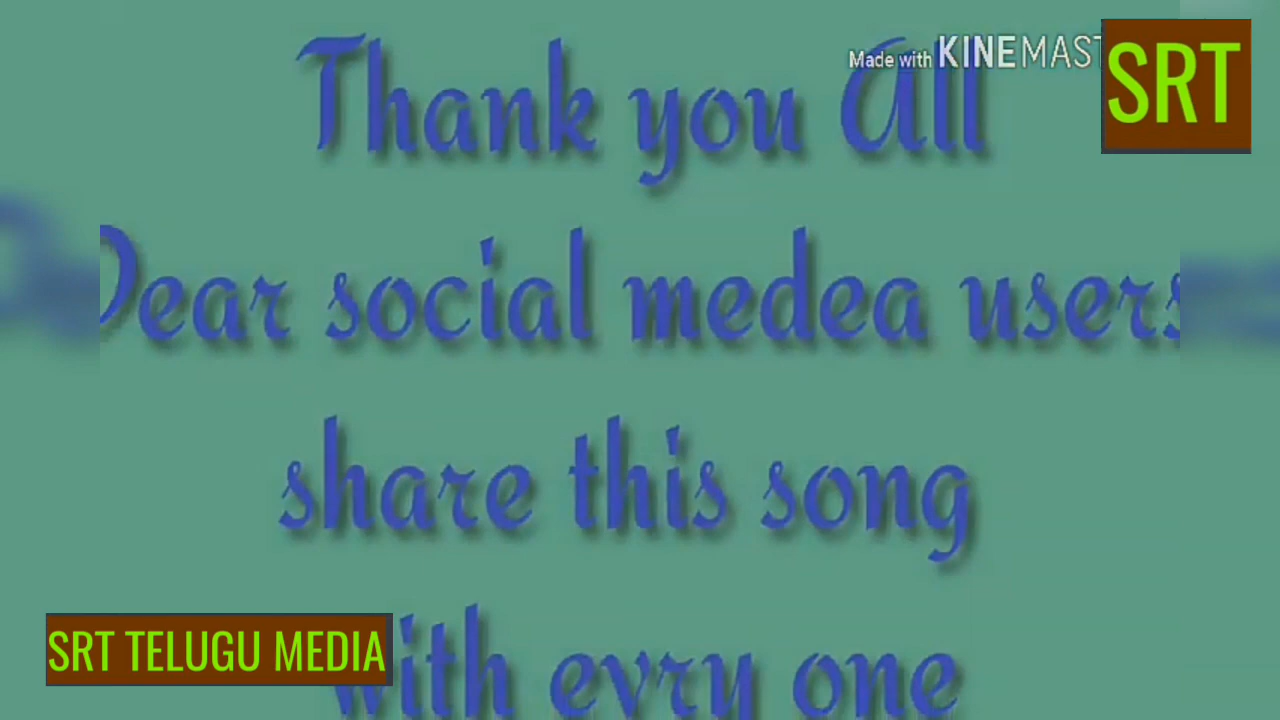 Thank you All
Made with KINEMAST
SRT
Dear social medea users
share this song
with evry one
SRT TELUGU MEDIA